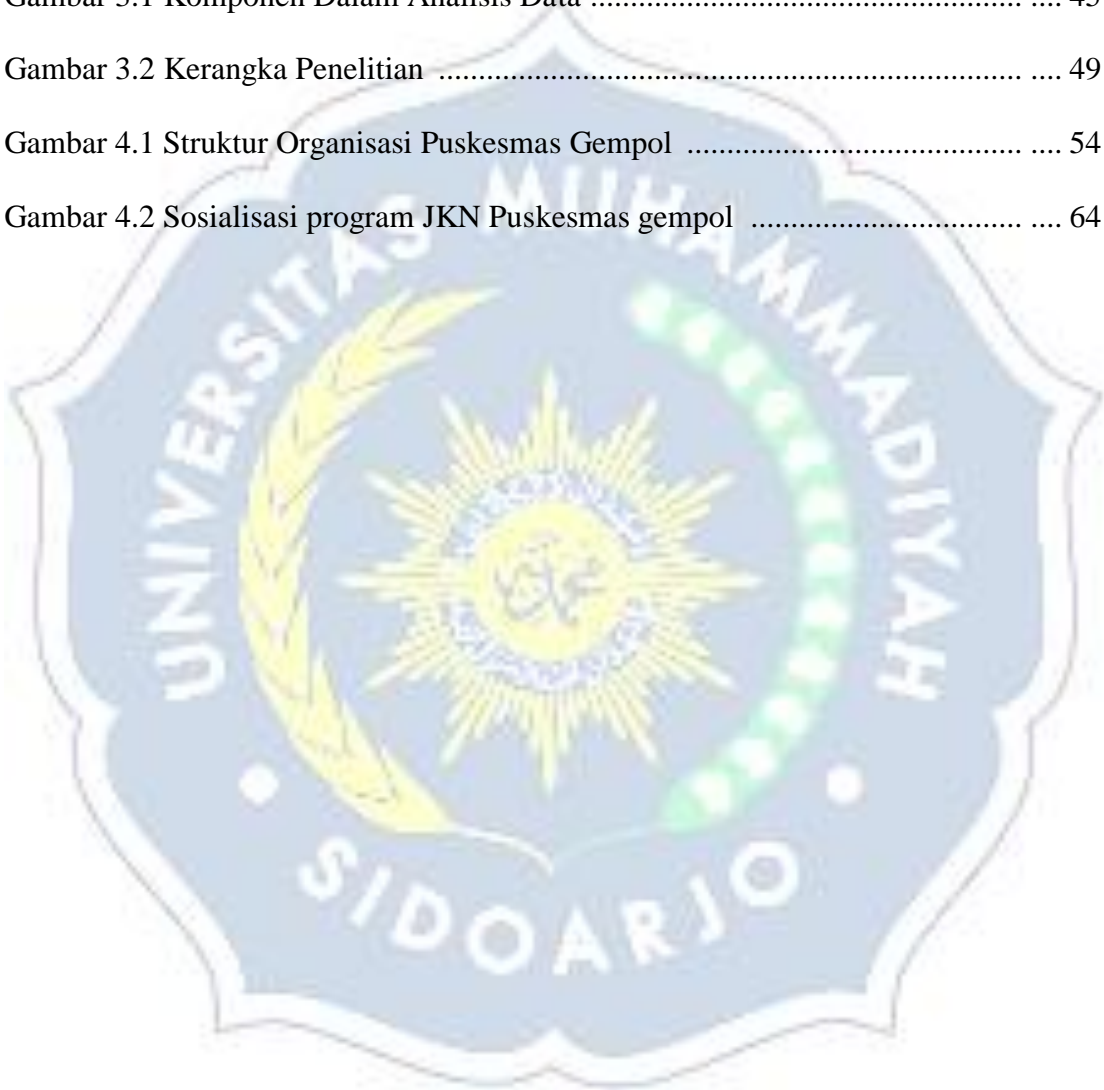 Gambar 3.1 Komponen Dalam Analisis Data ...................................................... .... 45
Gambar 3.2 Kerangka Penelitian ......................................................................... .... 49
Gambar 4.1 Struktur Organisasi Puskesmas Gempol .......................................... .... 54
Gambar 4.2 Sosialisasi program JKN Puskesmas gempol .................................. .... 64
UNIVERSITAS MUHAMMADIYAH
SIDOARJO